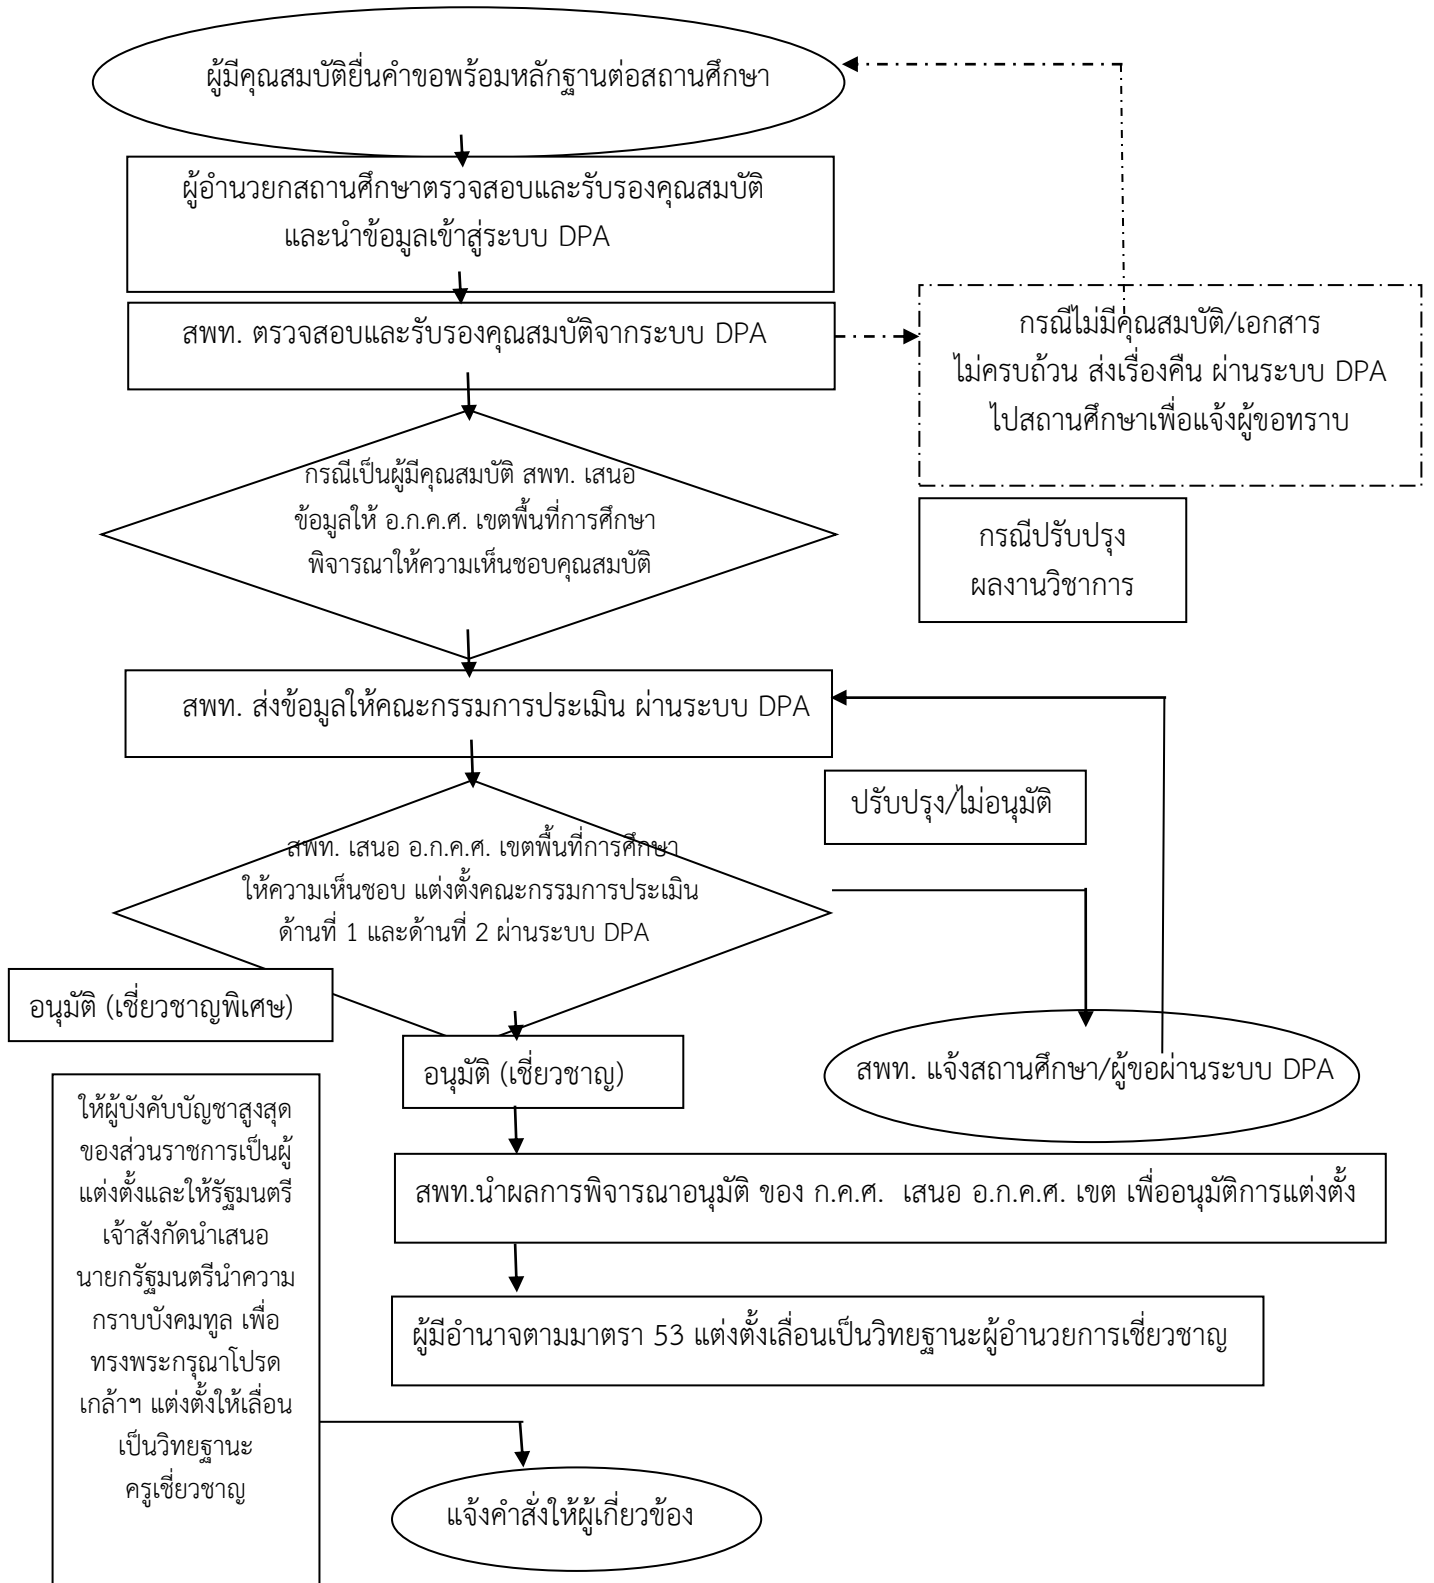 ผู้มีคุณสมบัติยื่นคำขอพร้อมหลักฐานต่อสถานศึกษา
ผู้อำนวยกสถานศึกษาตรวจสอบและรับรองคุณสมบัติ
และนำข้อมูลเข้าสู่ระบบ DPA
สพท. ตรวจสอบและรับรองคุณสมบัติจากระบบ DPA
กรณีไม่มีคุณสมบัติ/เอกสาร
ไม่ครบถ้วน ส่งเรื่องคืน ผ่านระบบ DPA
ไปสถานศึกษาเพื่อแจ้งผู้ขอทราบ
กรณีเป็นผู้มีคุณสมบัติ สพท. เสนอ
ข้อมูลให้ อ.ก.ค.ศ. เขตพื้นที่การศึกษา
พิจารณาให้ความเห็นชอบคุณสมบัติ
กรณีปรับปรุง
ผลงานวิชาการ
สพท. ส่งข้อมูลให้คณะกรรมการประเมิน ผ่านระบบ DPA
ปรับปรุง/ไม่อนุมัติ
สพท. เสนอ อ.ก.ค.ศ. เขตพื้นที่การศึกษา
ให้ความเห็นชอบ แต่งตั้งคณะกรรมการประเมิน
ด้านที่ 1 และด้านที่ 2 ผ่านระบบ DPA
อนุมัติ (เชี่ยวชาญพิเศษ)
อนุมัติ (เชี่ยวชาญ)
สพท. แจ้งสถานศึกษา/ผู้ขอผ่านระบบ DPA
ให้ผู้บังคับบัญชาสูงสุด
ของส่วนราชการเป็นผู้
แต่งตั้งและให้รัฐมนตรี
เจ้าสังกัดนำเสนอ
นายกรัฐมนตรีนำความ
กราบบังคมทูล เพื่อ
ทรงพระกรุณาโปรด
เกล้าฯ แต่งตั้งให้เลื่อน
เป็นวิทยฐานะ
ครูเชี่ยวชาญ
สพท.นำผลการพิจารณาอนุมัติ ของ ก.ค.ศ. เสนอ อ.ก.ค.ศ. เขต เพื่ออนุมัติการแต่งตั้ง
ผู้มีอำนาจตามมาตรา 53 แต่งตั้งเลื่อนเป็นวิทยฐานะผู้อำนวยการเชี่ยวชาญ
แจ้งคำสั่งให้ผู้เกี่ยวข้อง